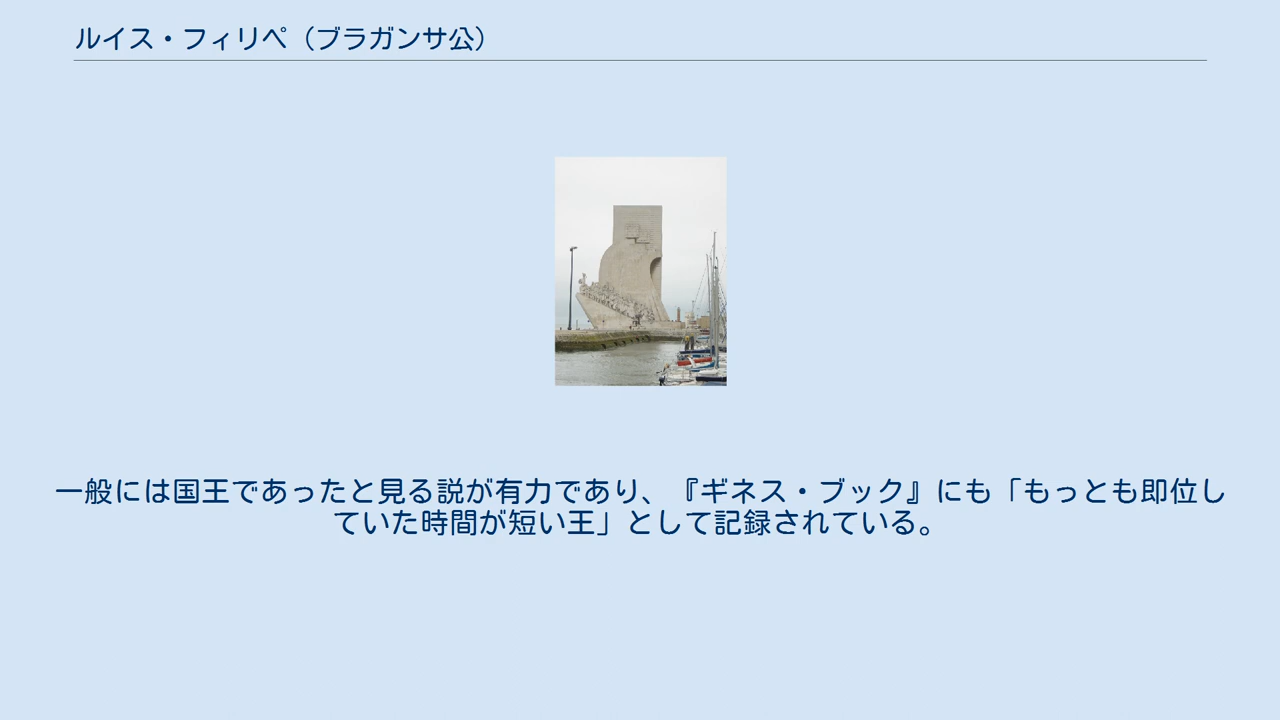 ルイス・フィリペ（ブラガンサ公）
一般には国王であったと見る説が有力であり、『ギネス・ブック』にも「もっとも即位し
ていた時間が短い王」として記録されている。